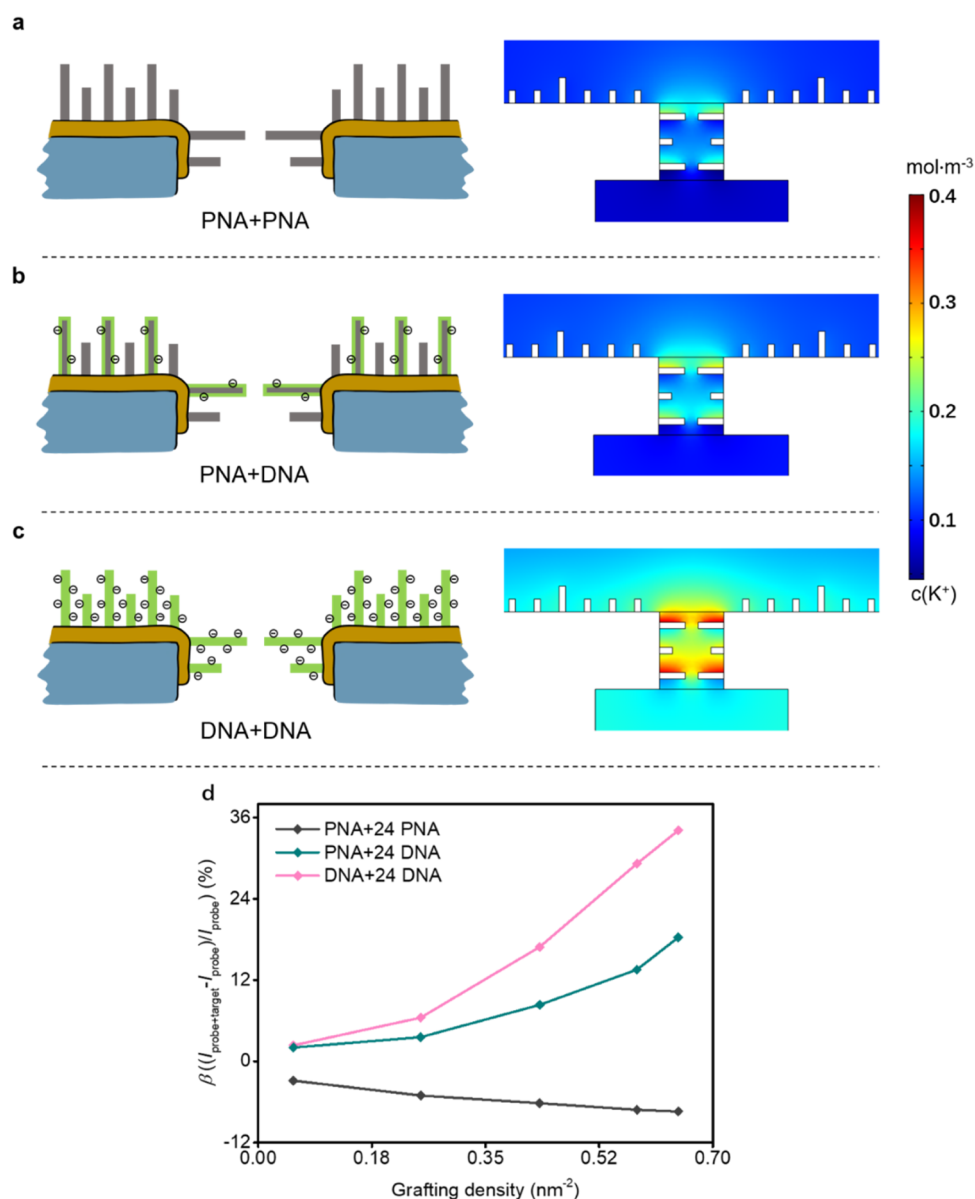 a
PNA+PNA
mol·m⁻³
0.4
0.3
0.2
0.1
c(K⁺)
b
⊖ ⊖ ⊖ ⊖ ⊖ ⊖
PNA+DNA
c
DNA+DNA
d
PNA+24 PNA
PNA+24 DNA
DNA+24 DNA
β((I_probe+target-I_probe)/I_probe) (%)
36
24
12
0
-12
0.00 0.18 0.35 0.52 0.70
Grafting density (nm⁻²)